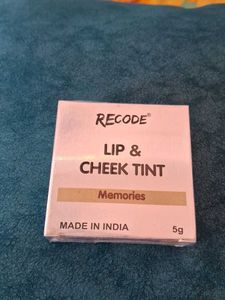 RECODE®
LIP &
CHEEK TINT
Memories
MADE IN INDIA 5g